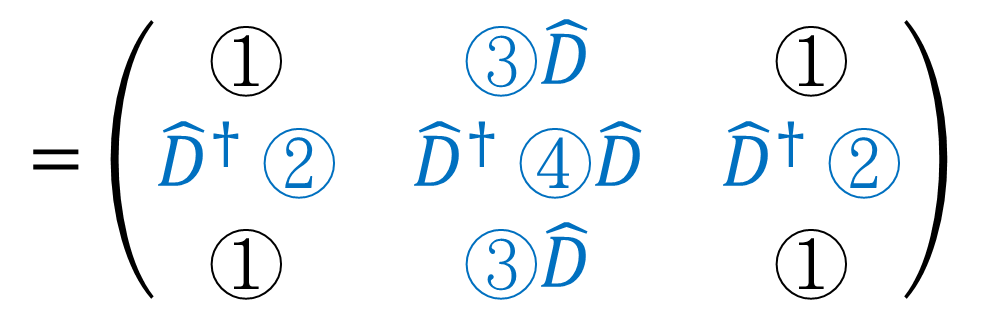 ① ③D̂ ①
= D̂† ② D̂† ④D̂ D̂† ②
① ③D̂ ①